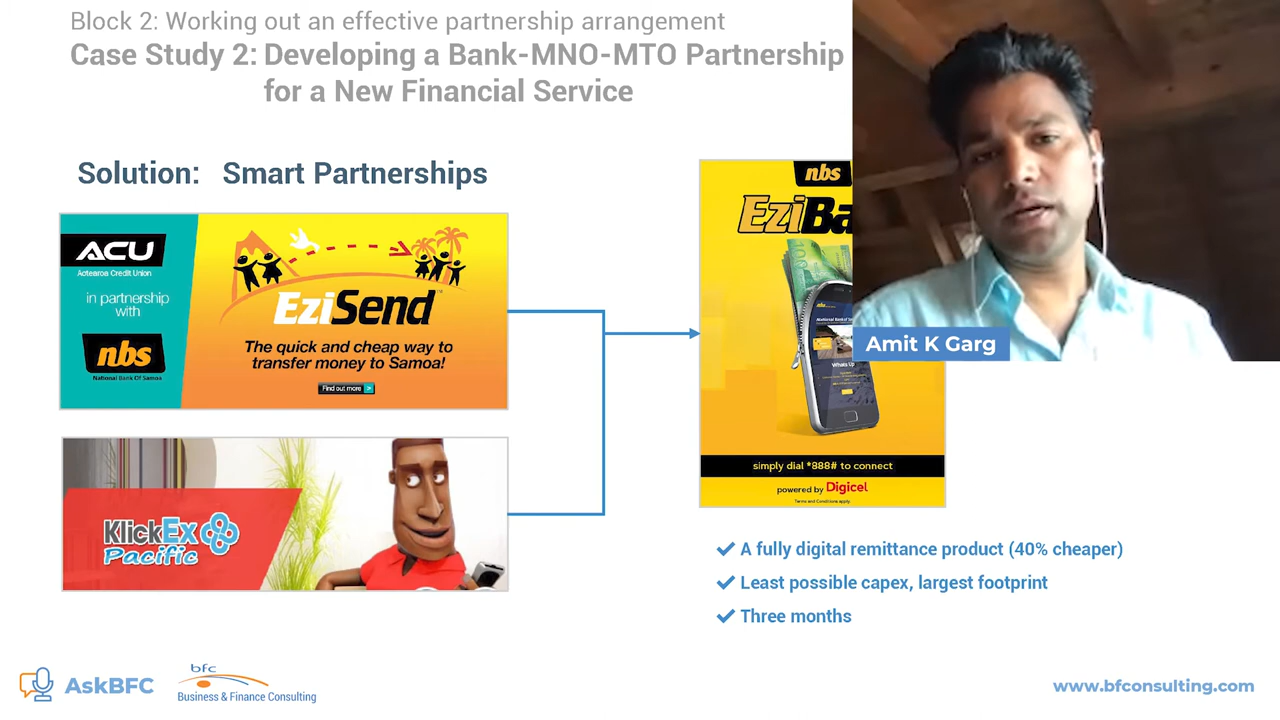 Block 2: Working out an effective partnership arrangement
Case Study 2: Developing a Bank-MNO-MTO Partnership
for a New Financial Service
Solution: Smart Partnerships
ACU
Aotearoa Credit Union
in partnership
with
nbs
National Bank Of Samoa
EziSend
The quick and cheap way to
transfer money to Samoa!
Find out more >
KlickEx
Pacific
nbs
EziBa
simply dial *888# to connect
powered by Digicel
Terms and Conditions apply
Amit K Garg
A fully digital remittance product (40% cheaper)
Least possible capex, largest footprint
Three months
AskBFC
bfc
Business & Finance Consulting
www.bfconsulting.com